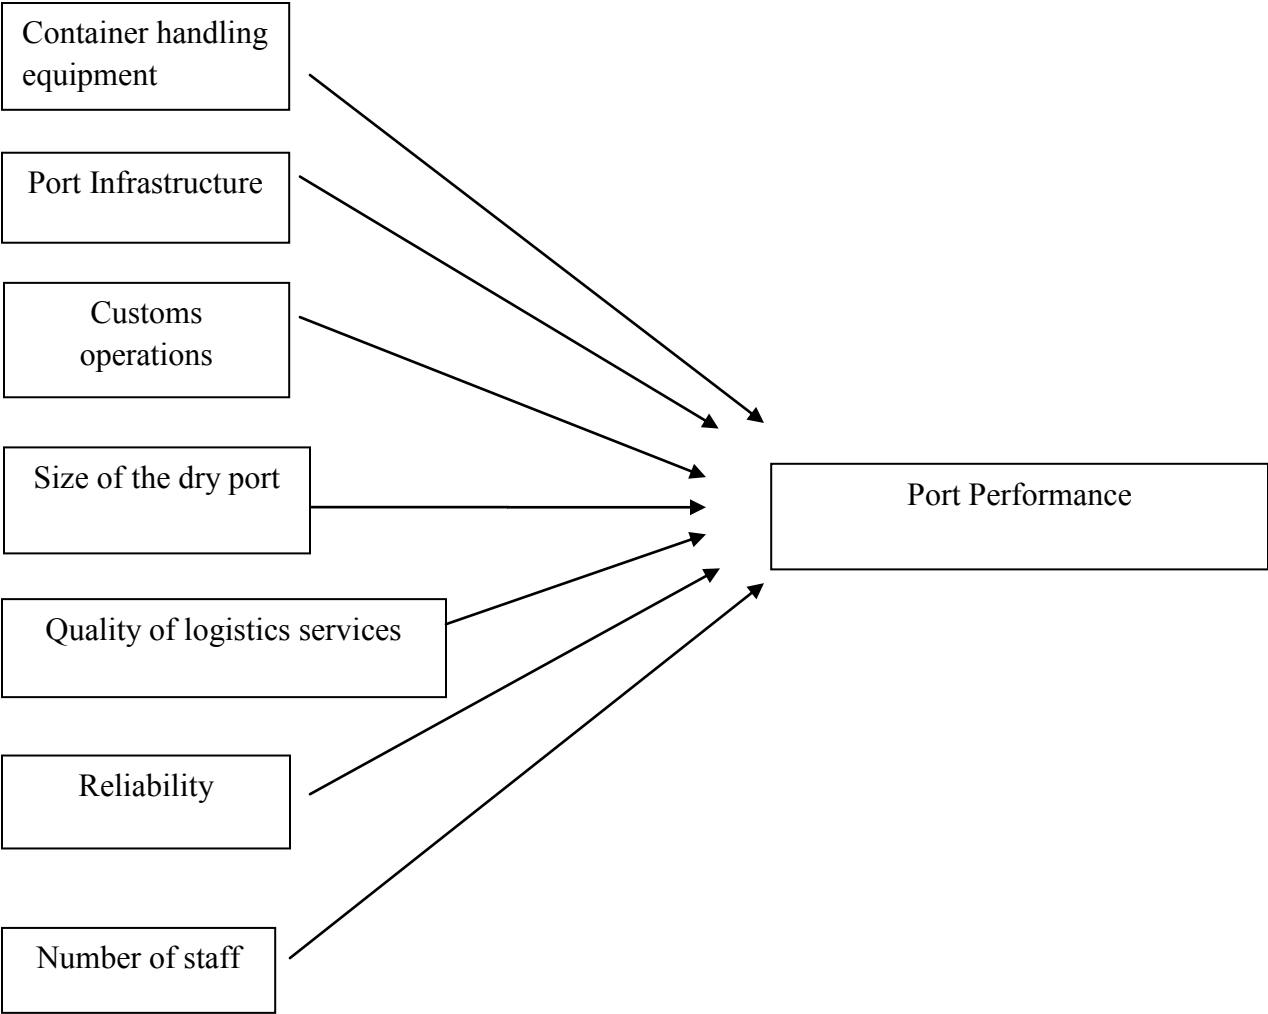 Container handling
equipment
Port Infrastructure
Customs
operations
Size of the dry port
Port Performance
Quality of logistics services
Reliability
Number of staff